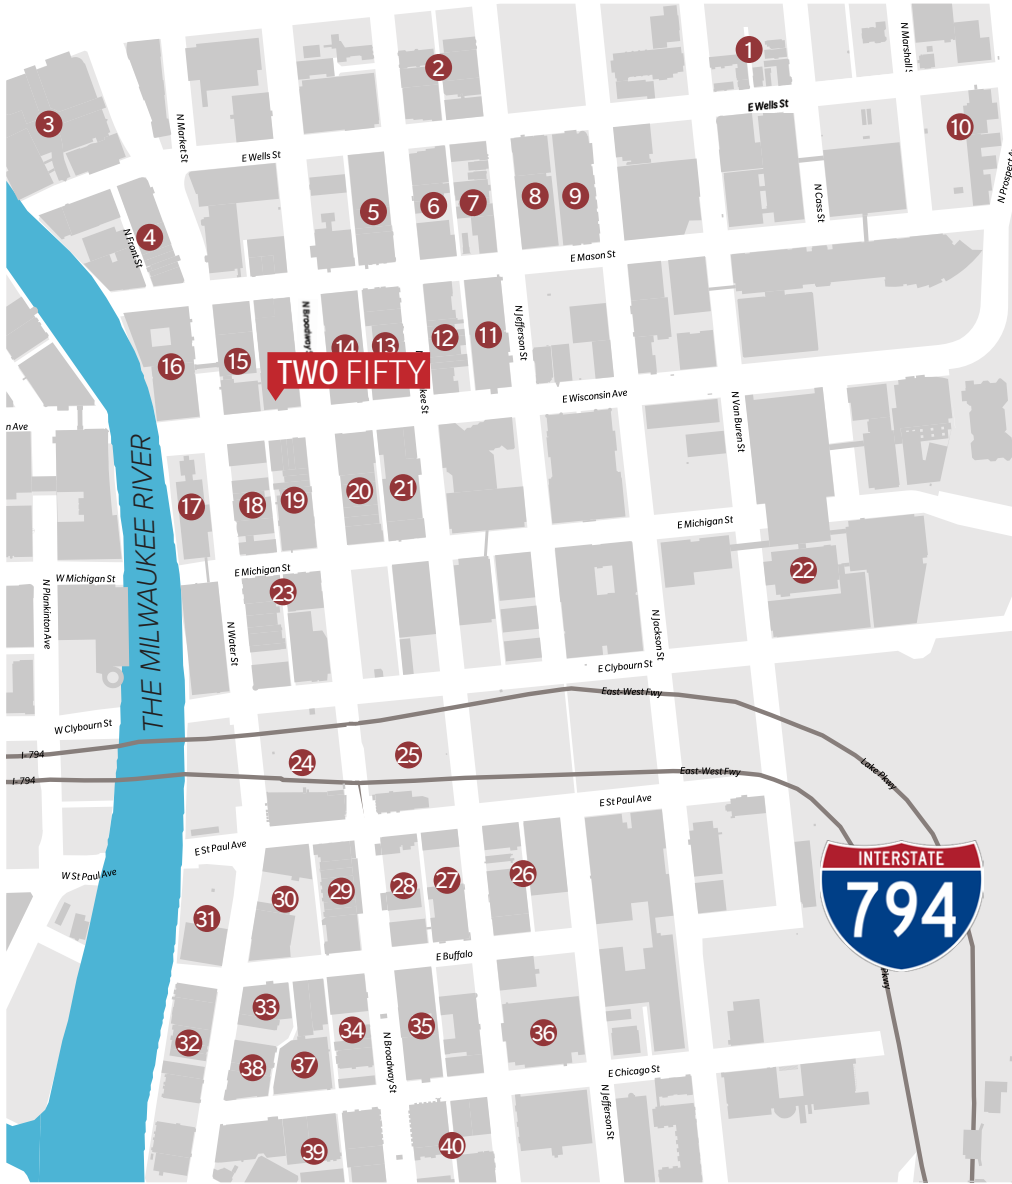 N Marshall S
1
2
E Wells St
3
N Market St
10
E Wells St
N Prospect A
N Cass St
5
6
7
8
9
4
N Front St
E Mason St
N Broadway S
N Jefferson St
12
11
14
13
15
16
TWO FIFTY
kee St
E Wisconsin Ave
N Van Buren St
n Ave
THE MILWAUKEE RIVER
17
18
19
20
21
E Michigan St
22
E Michigan St
W Michigan St
23
N Plankinton Ave
N Water St
N Jackson St
E Clybourn St
East-West Fwy
W Clybourn St
I-794
24
25
East-West Fwy
Lake Pkwy
I-794
E St Paul Ave
E St Paul Ave
W St Paul Ave
INTERSTATE
794
26
27
28
29
30
31
E Buffalo
Pkwy
33
34
35
36
32
38
37
N Broadway St
E Chicago St
N Jefferson St
39
40